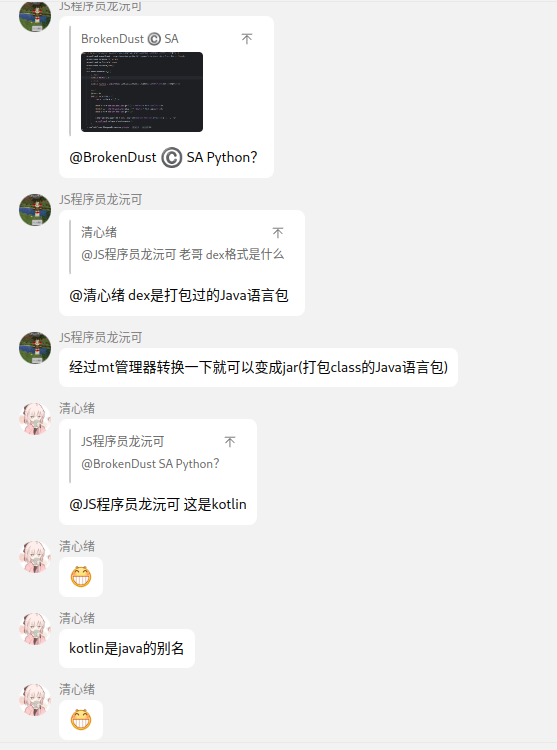 JS程序员龙沅可
BrokenDust © SA
@BrokenDust © SA Python?
JS程序员龙沅可
清心绪
@JS程序员龙沅可 老哥 dex格式是什么
@清心绪 dex是打包过的Java语言包
JS程序员龙沅可
经过mt管理器转换一下就可以变成jar(打包class的Java语言包)
清心绪
JS程序员龙沅可
@BrokenDust SA Python?
@JS程序员龙沅可 这是kotlin
清心绪
清心绪
kotlin是java的别名
清心绪